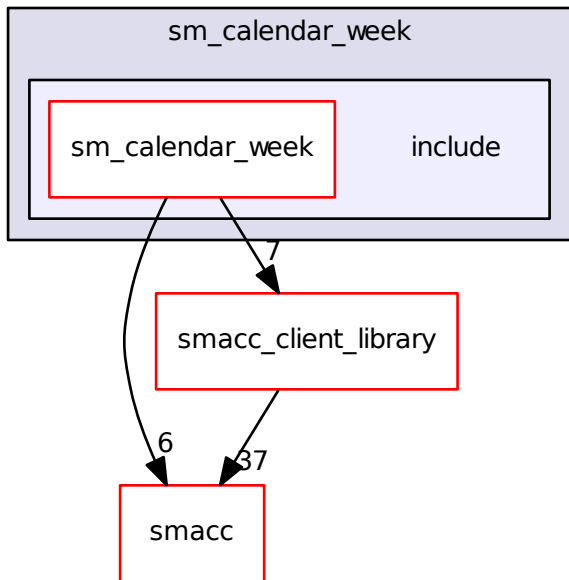 sm_calendar_week
sm_calendar_week
include
7
smacc_client_library
6
37
smacc